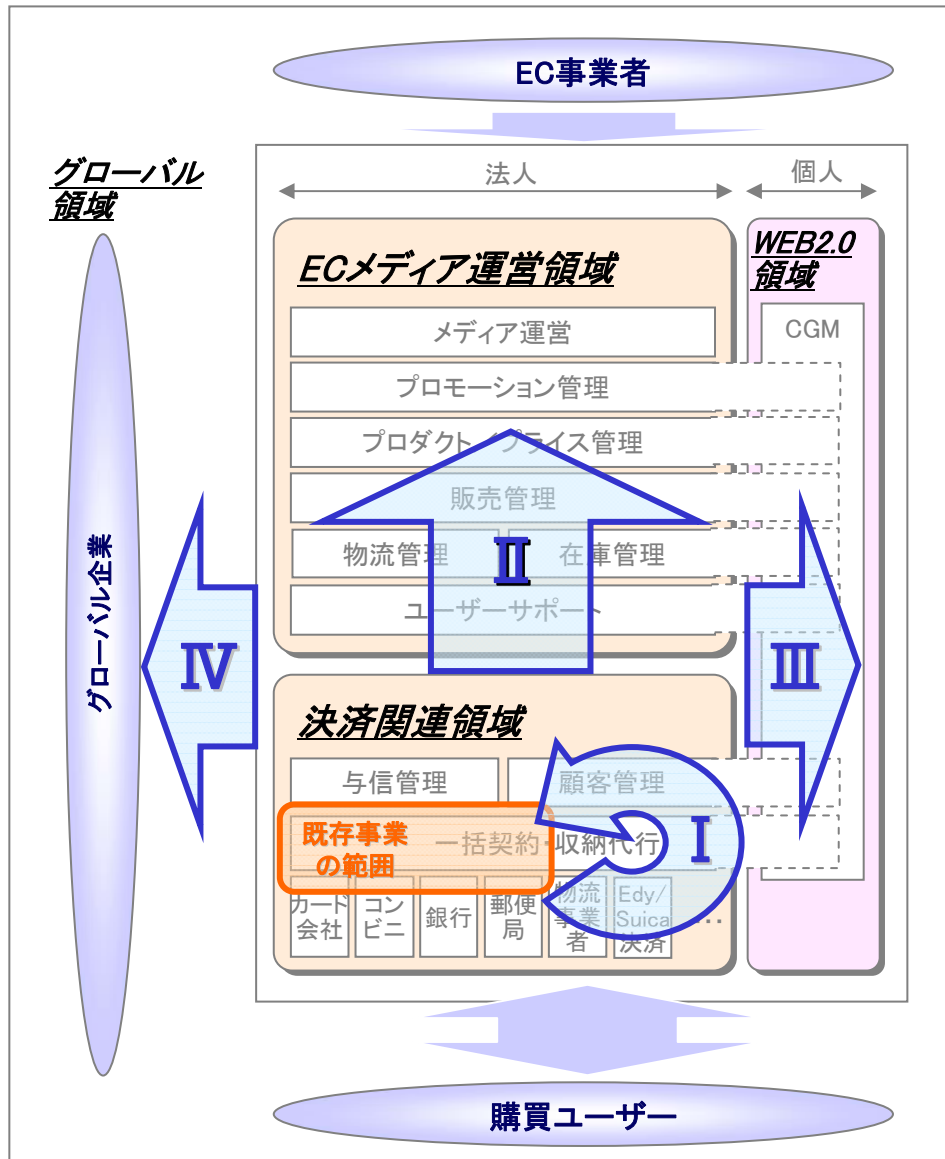 EC事業者
グローバル
領域
法人
個人
ECメディア運営領域
WEB2.0
領域
メディア運営
CGM
プロモーション管理
プロダクト／プライス管理
販売管理
物流管理
在庫管理
Ⅱ
ユーザーサポート
グローバル企業
Ⅳ
Ⅲ
決済関連領域
与信管理
顧客管理
既存事業
の範囲
一括契約・収納代行
Ⅰ
カード
会社
コン
ビニ
銀行
郵便
局
物流
事業
者
Edy/
Suica
決済
…
購買ユーザー